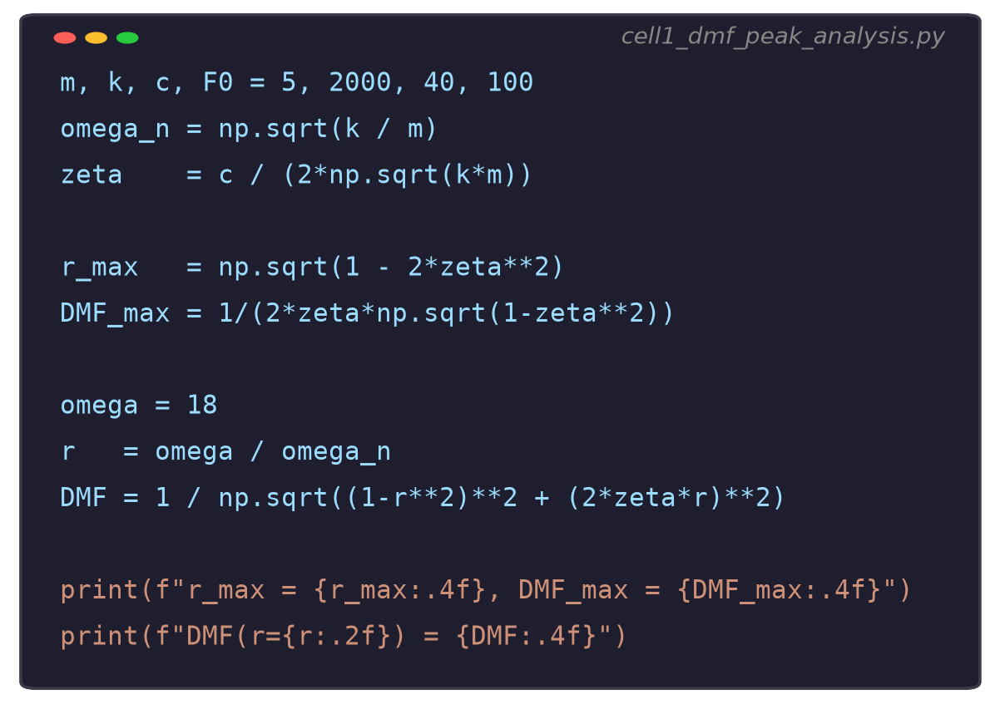 cell1_dmf_peak_analysis.py
m, k, c, F0 = 5, 2000, 40, 100
omega_n = np.sqrt(k / m)
zeta    = c / (2*np.sqrt(k*m))
r_max   = np.sqrt(1 - 2*zeta**2)
DMF_max = 1/(2*zeta*np.sqrt(1-zeta**2))
omega = 18
r   = omega / omega_n
DMF = 1 / np.sqrt((1-r**2)**2 + (2*zeta*r)**2)
print(f"r_max = {r_max:.4f}, DMF_max = {DMF_max:.4f}")
print(f"DMF(r={r:.2f}) = {DMF:.4f}")